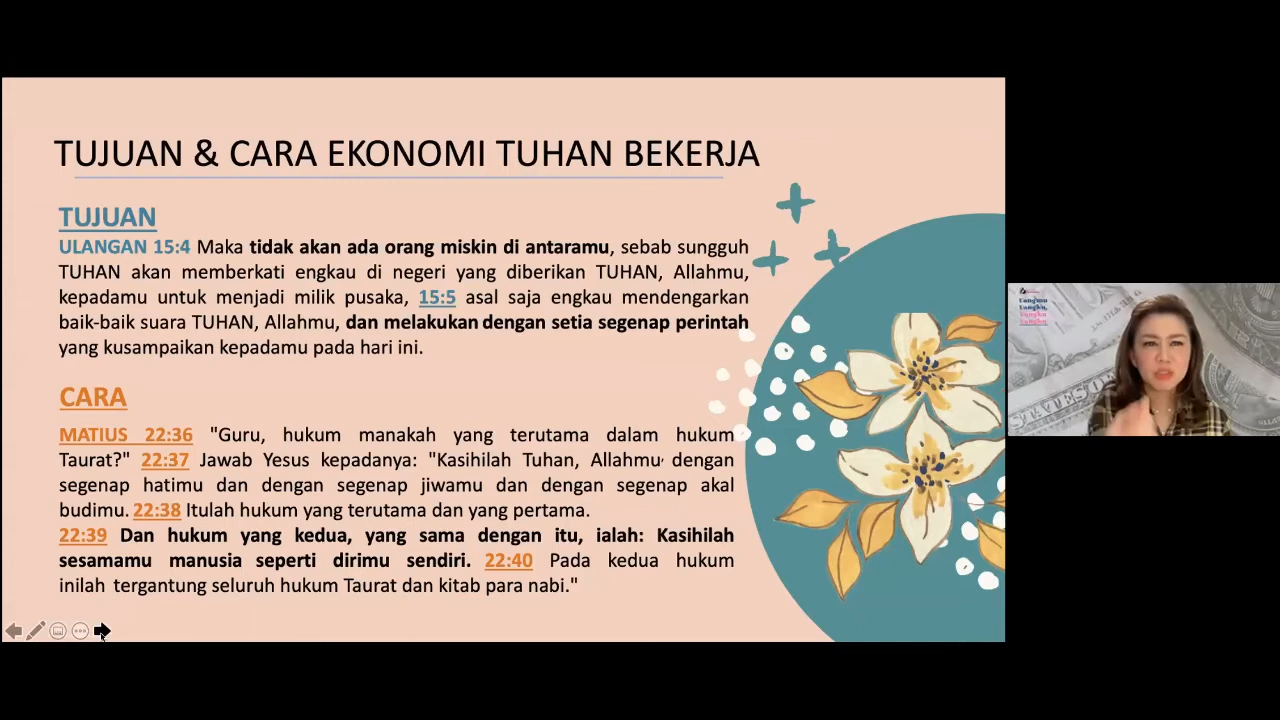 TUJUAN & CARA EKONOMI TUHAN BEKERJA
TUJUAN
ULANGAN 15:4 Maka tidak akan ada orang miskin di antaramu, sebab sungguh
TUHAN akan memberkati engkau di negeri yang diberikan TUHAN, Allahmu,
kepadamu untuk menjadi milik pusaka, 15:5 asal saja engkau mendengarkan
baik-baik suara TUHAN, Allahmu, dan melakukan dengan setia segenap perintah
yang kusampaikan kepadamu pada hari ini.
CARA
MATIUS 22:36 "Guru, hukum manakah yang terutama dalam hukum
Taurat?" 22:37 Jawab Yesus kepadanya: "Kasihilah Tuhan, Allahmu, dengan
segenap hatimu dan dengan segenap jiwamu dan dengan segenap akal
budimu. 22:38 Itulah hukum yang terutama dan yang pertama.
22:39 Dan hukum yang kedua, yang sama dengan itu, ialah: Kasihilah
sesamamu manusia seperti dirimu sendiri. 22:40 Pada kedua hukum
inilah tergantung seluruh hukum Taurat dan kitab para nabi."
Uangmu
Uangku,
STATES OF